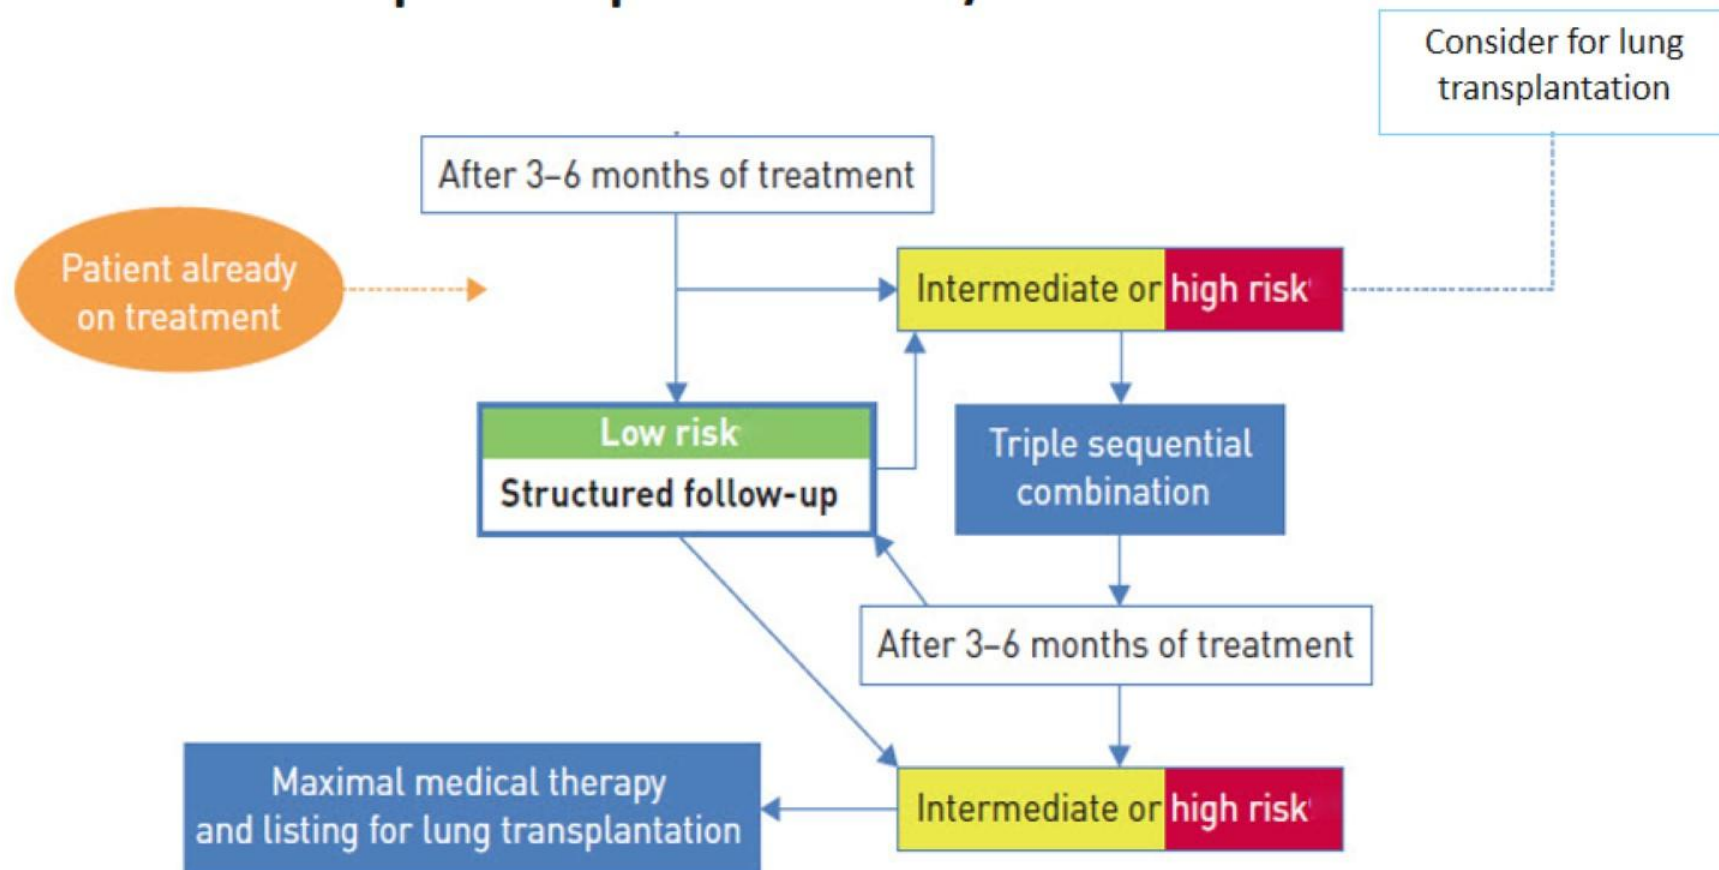 Consider for lung
transplantation
After 3–6 months of treatment
Patient already
on treatment
Intermediate or high risk
Low risk
Structured follow-up
Triple sequential
combination
After 3–6 months of treatment
Maximal medical therapy
and listing for lung transplantation
Intermediate or high risk